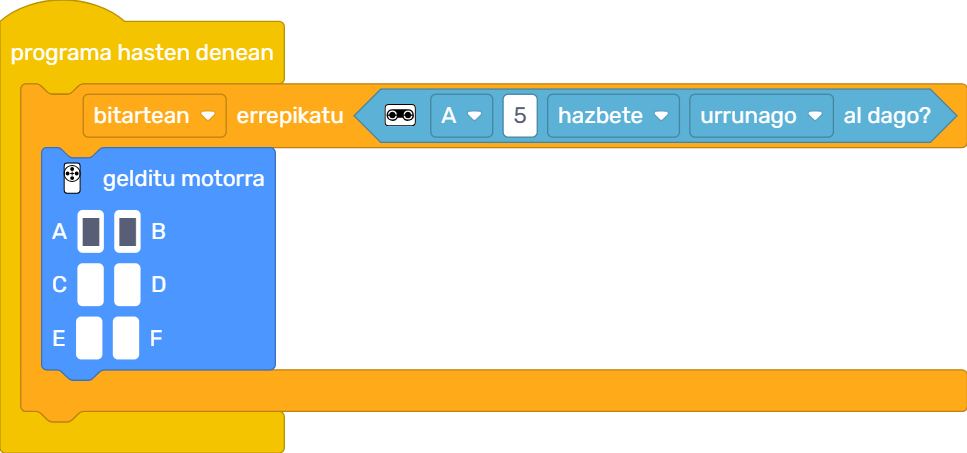 programa hasten denean
bitartean errepikatu A 5 hazbete urrunago al dago?
gelditu motorra
A B
C D
E F